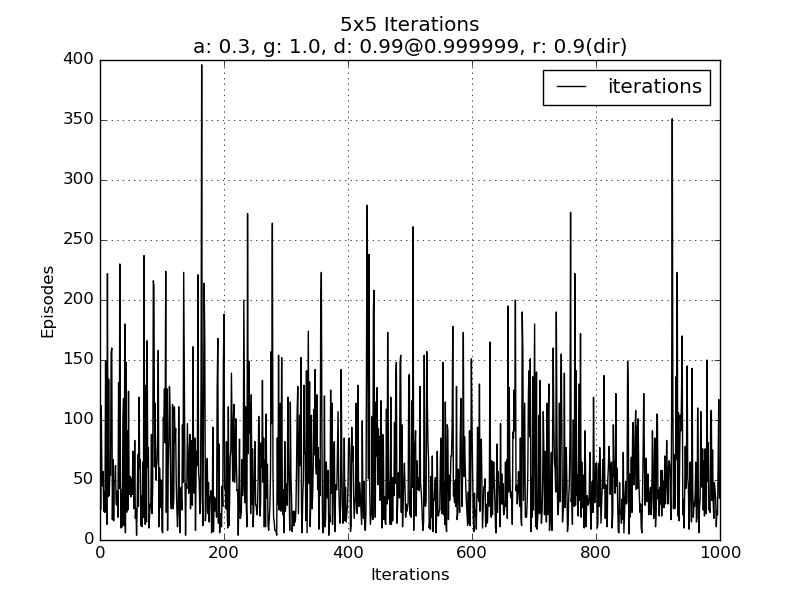 5x5 Iterations
a: 0.3, g: 1.0, d: 0.99@0.999999, r: 0.9(dir)
iterations
400
350
300
250
200
150
100
50
0
Episodes
0 200 400 600 800 1000
Iterations